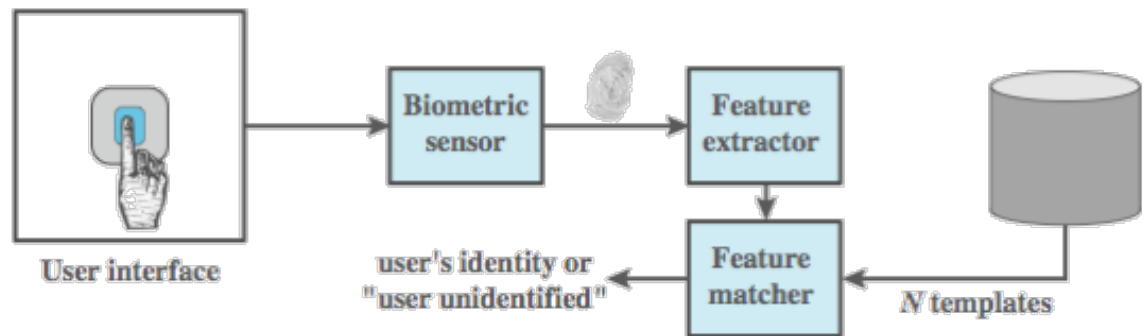 Biometric
sensor
Feature
extractor
User interface
user's identity or
"user unidentified"
Feature
matcher
N templates